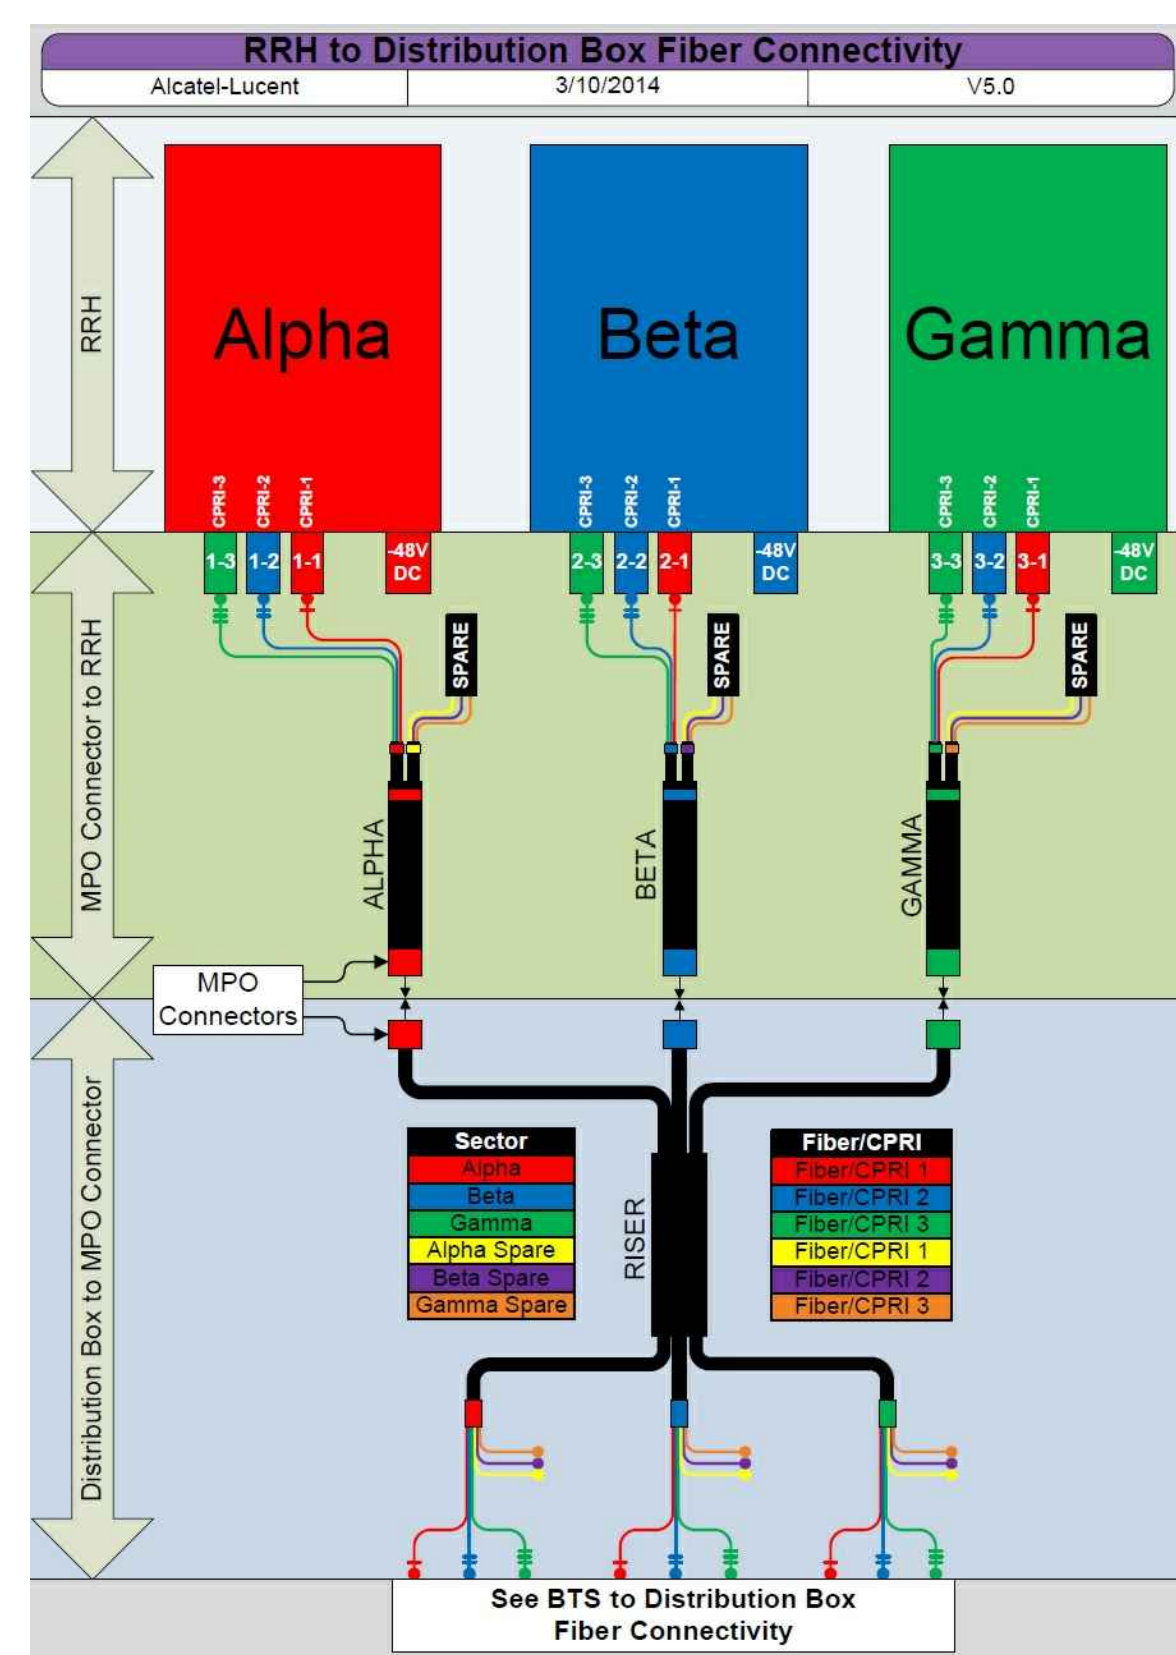 RRH to Distribution Box Fiber Connectivity
Alcatel-Lucent
3/10/2014
V5.0
RRH
Alpha
Beta
Gamma
CPRI-3
CPRI-2
CPRI-1
CPRI-3
CPRI-2
CPRI-1
CPRI-3
CPRI-2
CPRI-1
1-3
1-2
1-1
-48V
DC
2-3
2-2
2-1
-48V
DC
3-3
3-2
3-1
-48V
DC
MPO Connector to RRH
SPARE
SPARE
SPARE
ALPHA
BETA
GAMMA
MPO
Connectors
Distribution Box to MPO Connector
Sector
Alpha
Beta
Gamma
Alpha Spare
Beta Spare
Gamma Spare
RISER
Fiber/CPRI
Fiber/CPRI 1
Fiber/CPRI 2
Fiber/CPRI 3
Fiber/CPRI 1
Fiber/CPRI 2
Fiber/CPRI 3
See BTS to Distribution Box
Fiber Connectivity